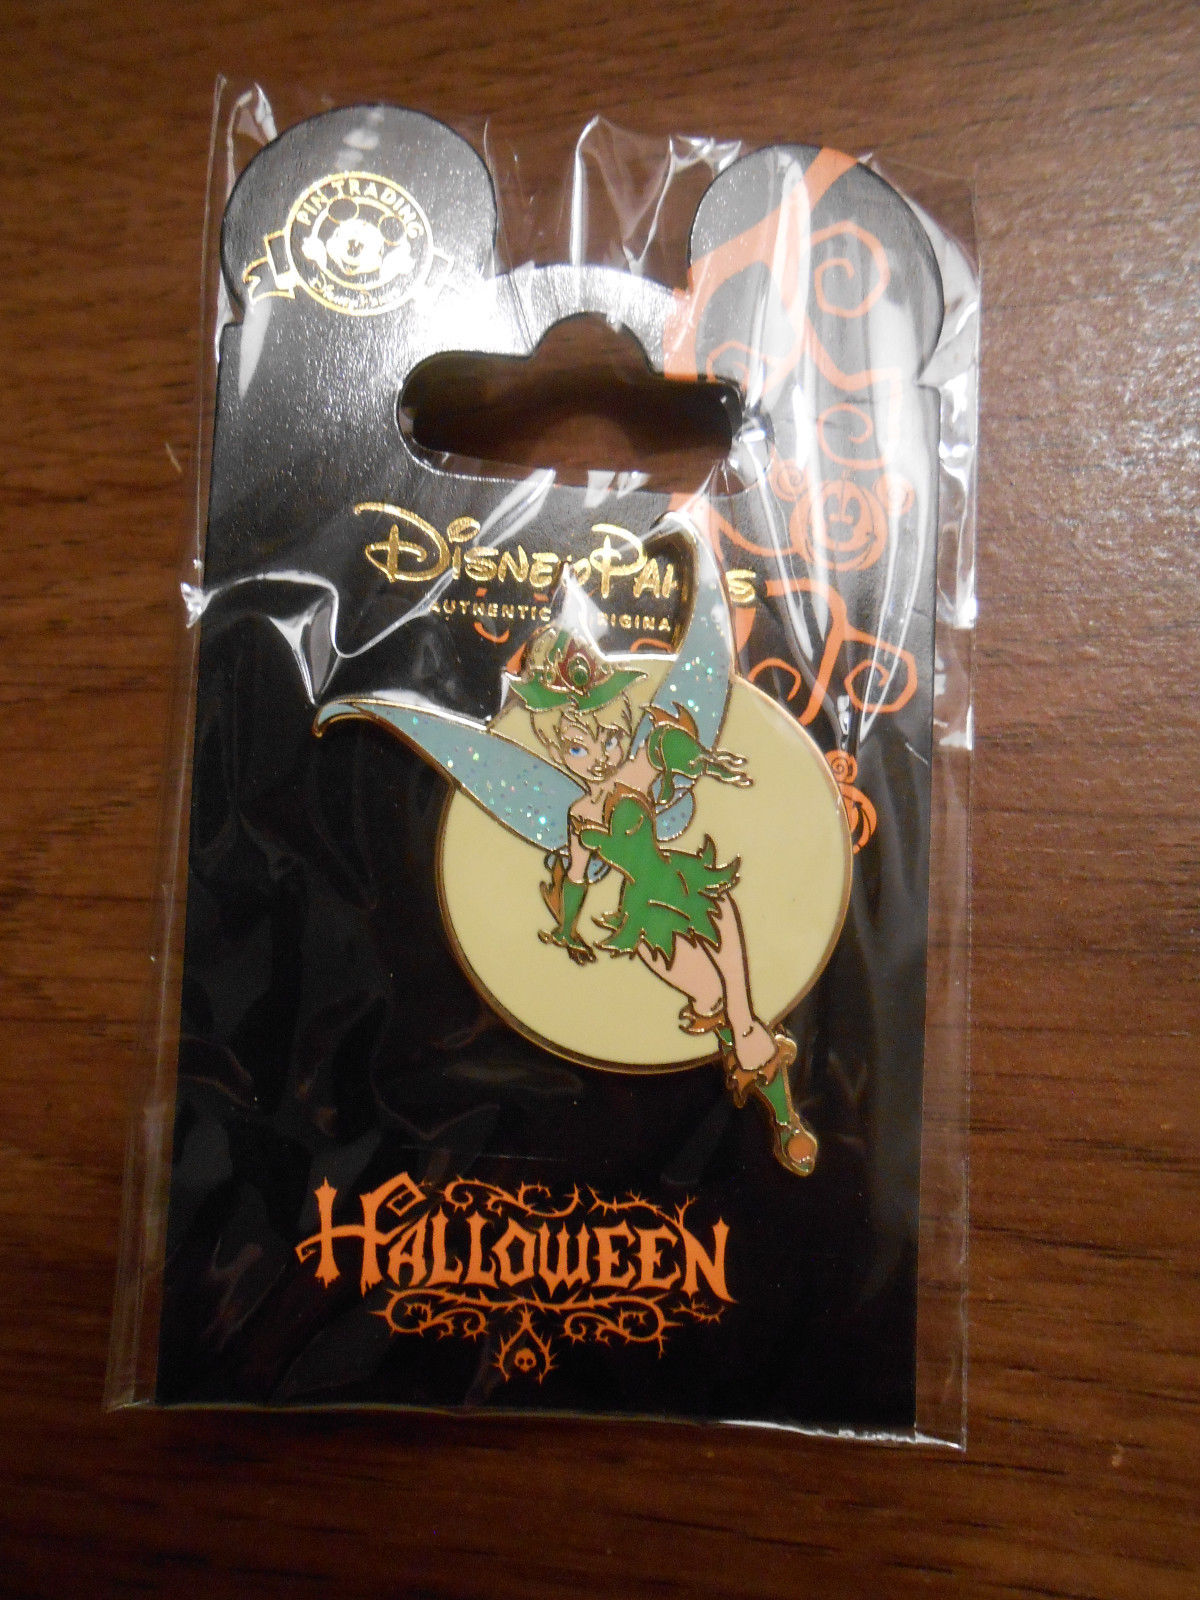 PIN TRADING
Disney Parks
AUTHENTIC ORIGINAL
HALLOWEEN